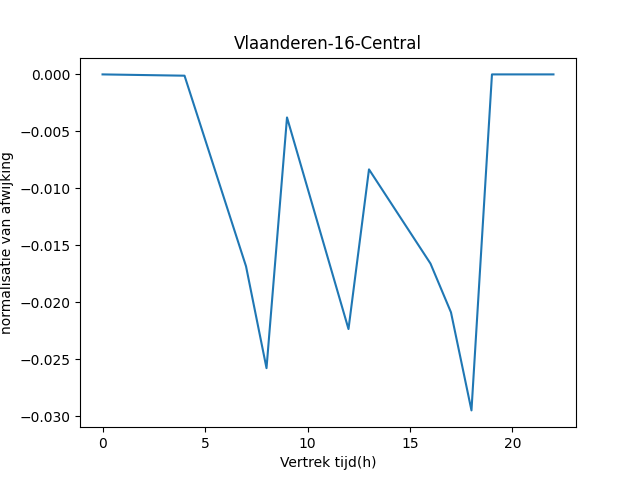 Vlaanderen-16-Central
0.000
−0.005
−0.010
−0.015
−0.020
−0.025
−0.030
normalisatie van afwijking
0 5 10 15 20
Vertrek tijd(h)